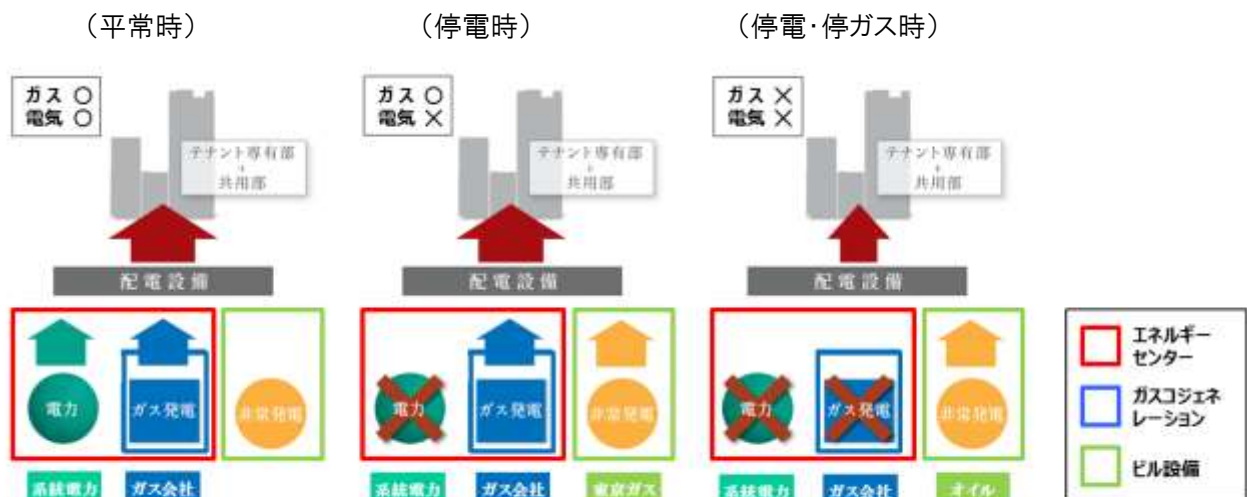 （平常時）
（停電時）
（停電・停ガス時）
ガス ○
電気 ○
テナント専有部
+
共用部
配電設備
電力
ガス発電
非常発電
系統電力
ガス会社
ガス ○
電気 ×
テナント専有部
+
共用部
配電設備
電力
ガス発電
非常発電
系統電力
ガス会社
東京ガス
ガス ×
電気 ×
テナント専有部
+
共用部
配電設備
電力
ガス発電
非常発電
系統電力
ガス会社
オイル
エネルギー
センター
ガスコジェネ
レーション
ビル設備